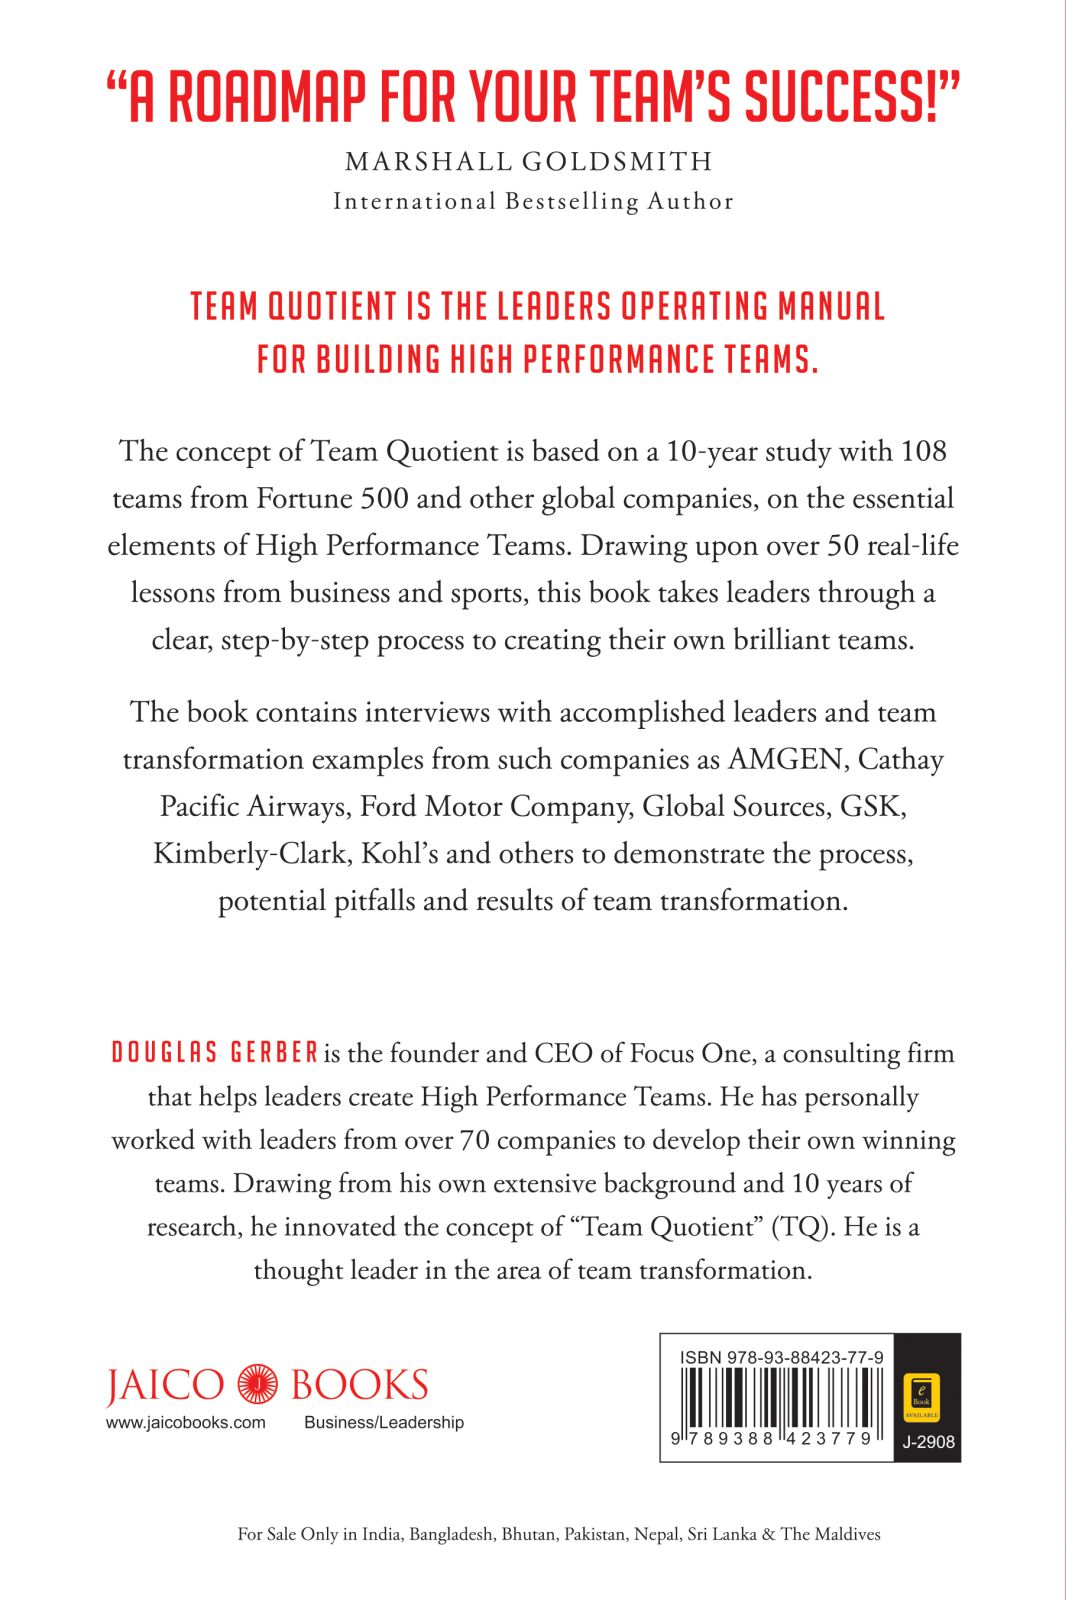 “A ROADMAP FOR YOUR TEAM’S SUCCESS!”
MARSHALL GOLDSMITH
International Bestselling Author
TEAM QUOTIENT IS THE LEADERS OPERATING MANUAL
FOR BUILDING HIGH PERFORMANCE TEAMS.
The concept of Team Quotient is based on a 10-year study with 108
teams from Fortune 500 and other global companies, on the essential
elements of High Performance Teams. Drawing upon over 50 real-life
lessons from business and sports, this book takes leaders through a
clear, step-by-step process to creating their own brilliant teams.
The book contains interviews with accomplished leaders and team
transformation examples from such companies as AMGEN, Cathay
Pacific Airways, Ford Motor Company, Global Sources, GSK,
Kimberly-Clark, Kohl’s and others to demonstrate the process,
potential pitfalls and results of team transformation.
DOUGLAS GERBER is the founder and CEO of Focus One, a consulting firm
that helps leaders create High Performance Teams. He has personally
worked with leaders from over 70 companies to develop their own winning
teams. Drawing from his own extensive background and 10 years of
research, he innovated the concept of “Team Quotient” (TQ). He is a
thought leader in the area of team transformation.
JAICO J BOOKS
www.jaicobooks.com Business/Leadership
ISBN 978-93-88423-77-9
9 789388 423779
e
Book
AVAILABLE
J-2908
For Sale Only in India, Bangladesh, Bhutan, Pakistan, Nepal, Sri Lanka & The Maldives